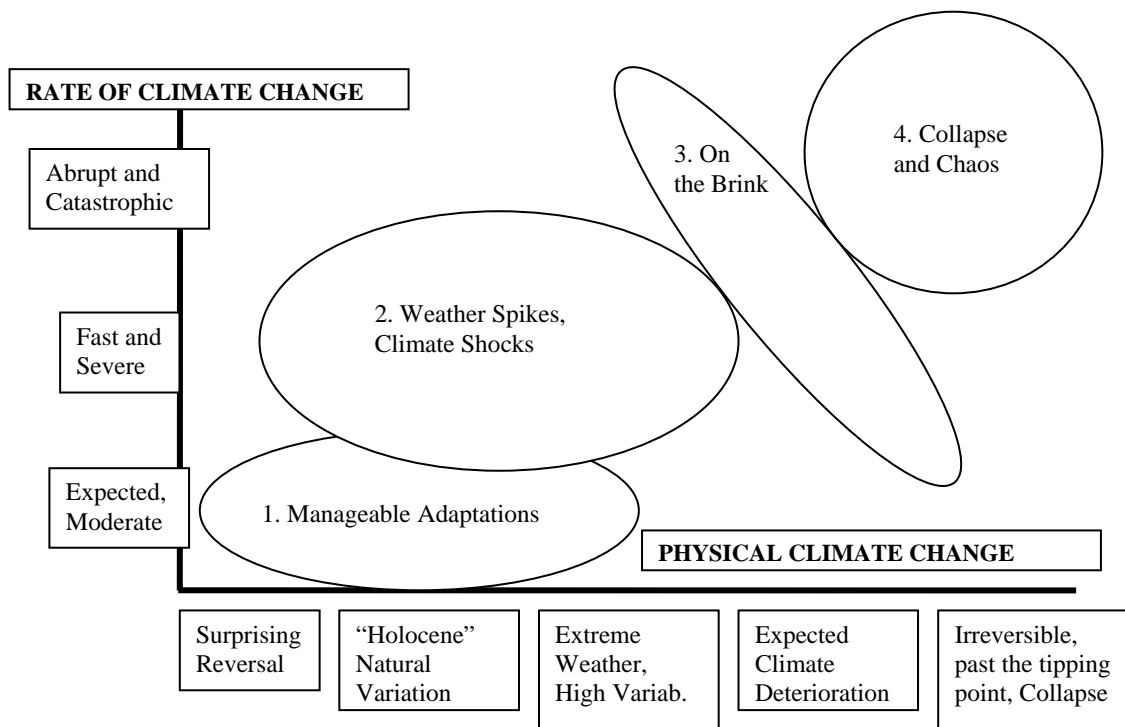 RATE OF CLIMATE CHANGE
Abrupt and
Catastrophic
3. On
the Brink
4. Collapse
and Chaos
2. Weather Spikes,
Climate Shocks
Fast and
Severe
Expected,
Moderate
1. Manageable Adaptations
PHYSICAL CLIMATE CHANGE
Surprising
Reversal
“Holocene”
Natural
Variation
Extreme
Weather,
High Variab.
Expected
Climate
Deterioration
Irreversible,
past the tipping
point, Collapse